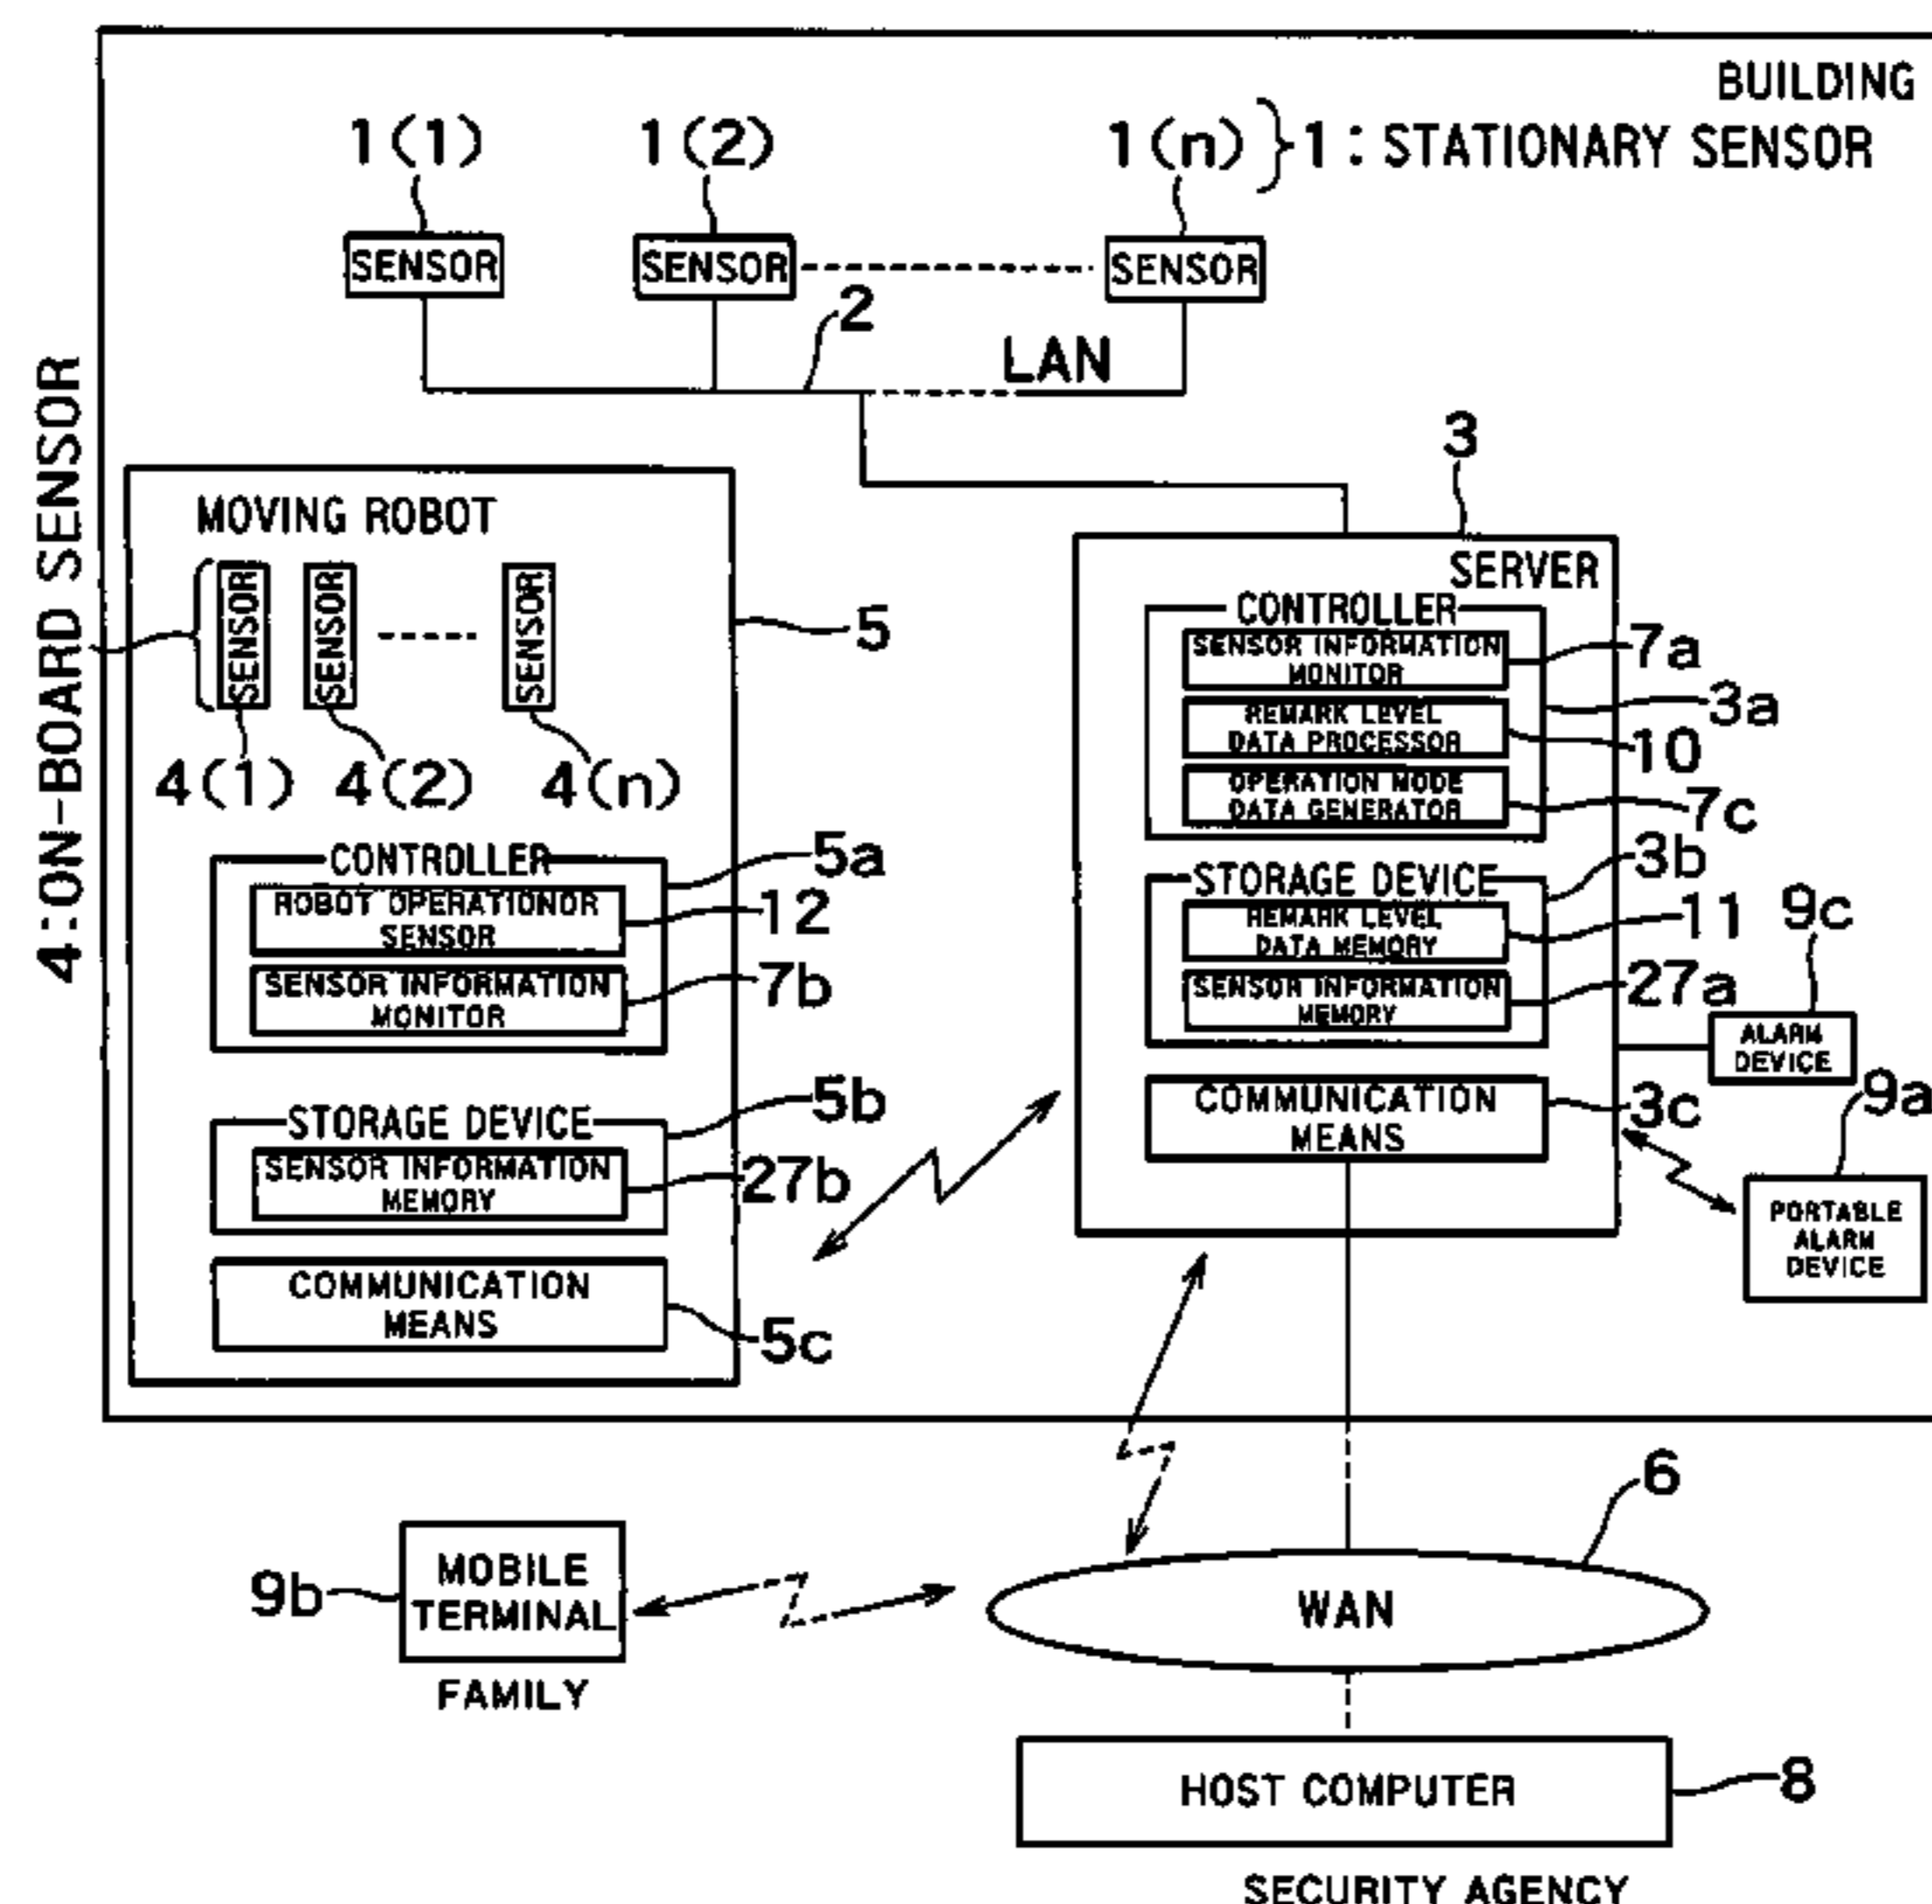 BUILDING
1(1)
1(2)
1(n)
1 : STATIONARY SENSOR
SENSOR
SENSOR
SENSOR
2
LAN
4:ON-BOARD SENSOR
MOVING ROBOT
SENSOR
SENSOR
SENSOR
5
4(1)
4(2)
4(n)
CONTROLLER
5a
ROBOT OPERATIONOR
SENSOR
12
SENSOR INFORMATION
MONITOR
7b
STORAGE DEVICE
5b
SENSOR INFORMATION
MEMORY
27b
COMMUNICATION
MEANS
5c
3
SERVER
CONTROLLER
SENSOR INFORMATION
MONITOR
7a
3a
REMARK LEVEL
DATA PROCESSOR
10
OPERATION MODE
DATA GENERATOR
7c
STORAGE DEVICE
3b
REMARK LEVEL
DATA MEMORY
11
SENSOR INFORMATION
MEMORY
27a
COMMUNICATION
MEANS
3c
9c
ALARM
DEVICE
9a
PORTABLE
ALARM
DEVICE
6
WAN
9b
MOBILE
TERMINAL
FAMILY
HOST COMPUTER
8
SECURITY AGENCY